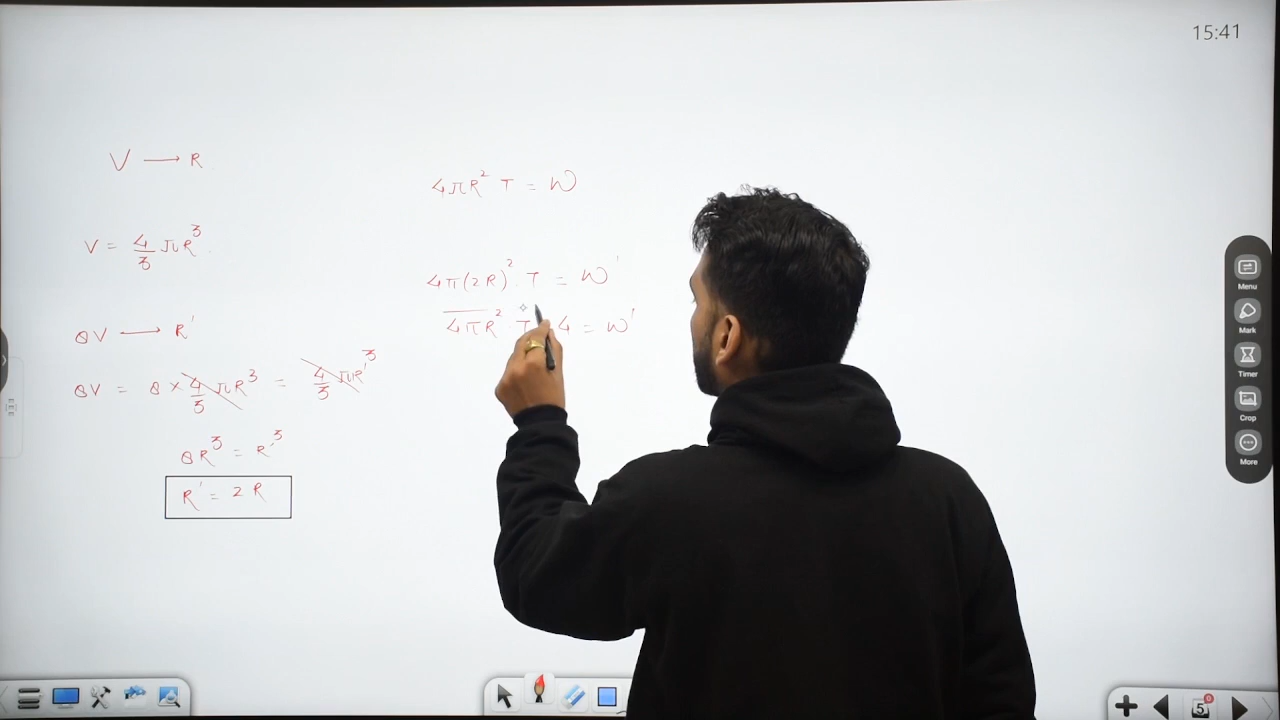 15:41
V → R
V = 4/3 πR³
8V → R'
8V = 8 × 4/3 πR³ = 4/3 πR'³
8R³ = R'³
R' = 2R
4πR² T = W
4π(2R)². T = W'
4πR² T 4 = W'
Menu
Mark
Timer
Crop
More
5
0